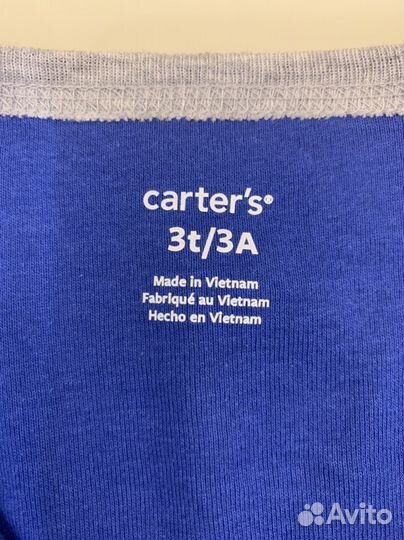 carter's®
3t/3A
Made in Vietnam
Fabriqué au Vietnam
Hecho en Vietnam
Avito